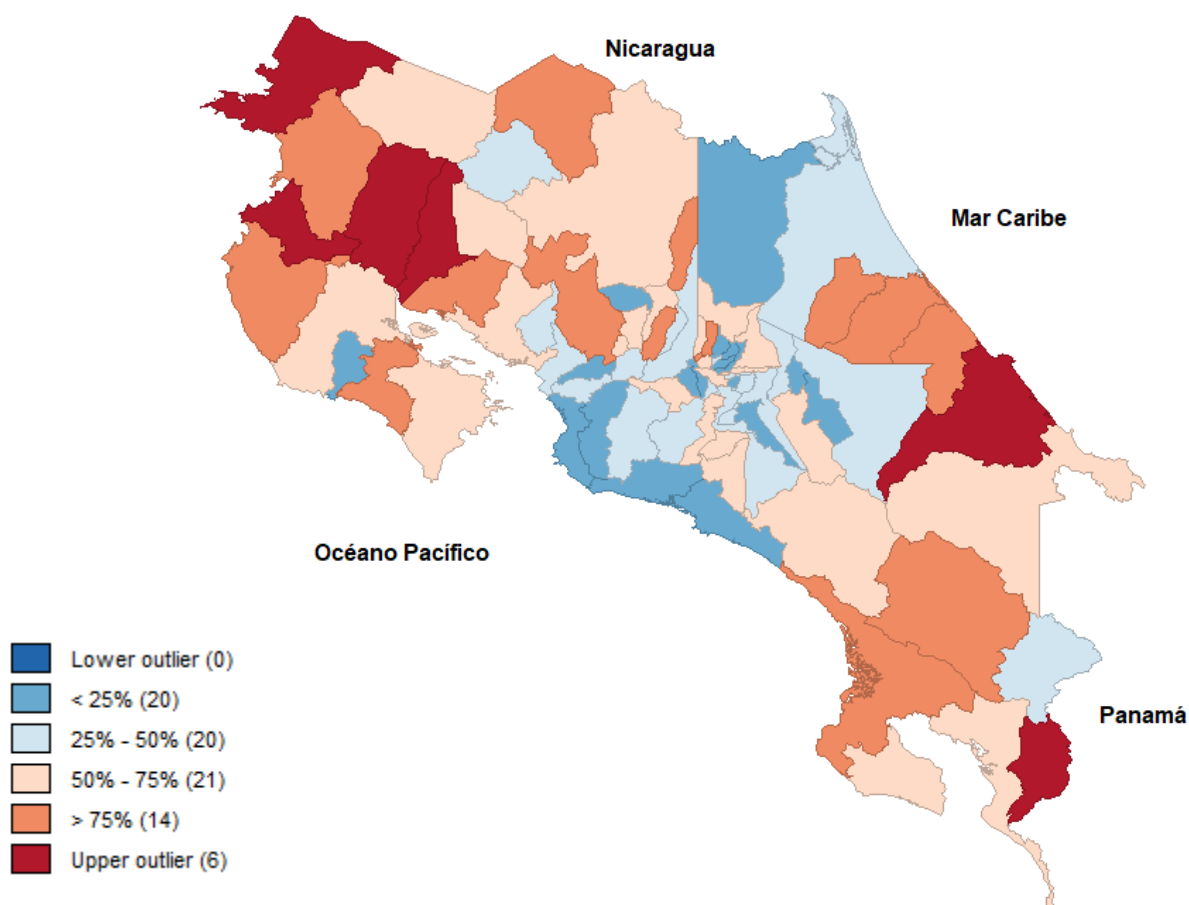 Nicaragua
Mar Caribe
Océano Pacífico
Panamá
Lower outlier (0)
< 25% (20)
25% - 50% (20)
50% - 75% (21)
> 75% (14)
Upper outlier (6)